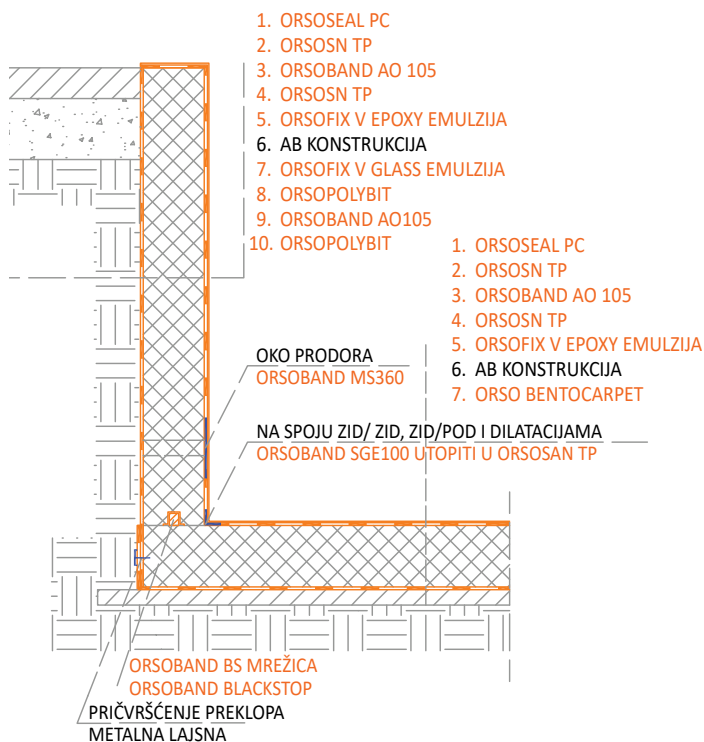 1. ORSOSEAL PC
2. ORSOSN TP
3. ORSOBAND AO 105
4. ORSOSN TP
5. ORSOFIX V EPOXY EMULZIJA
6. AB KONSTRUKCIJA
7. ORSOFIX V GLASS EMULZIJA
8. ORSOPOLYBIT
9. ORSOBAND AO105
10. ORSOPOLYBIT
1. ORSOSEAL PC
2. ORSOSN TP
3. ORSOBAND AO 105
4. ORSOSN TP
5. ORSOFIX V EPOXY EMULZIJA
6. AB KONSTRUKCIJA
7. ORSO BENTOCARPET
OKO PRODORA
ORSOBAND MS360
NA SPOJU ZID/ ZID, ZID/POD I DILATACIJAMA
ORSOBAND SGE100 UTOPITI U ORSOSAN TP
ORSOBAND BS MREŽICA
ORSOBAND BLACKSTOP
PRIČVRŠĆENJE PREKLOPA
METALNA LAJSNA